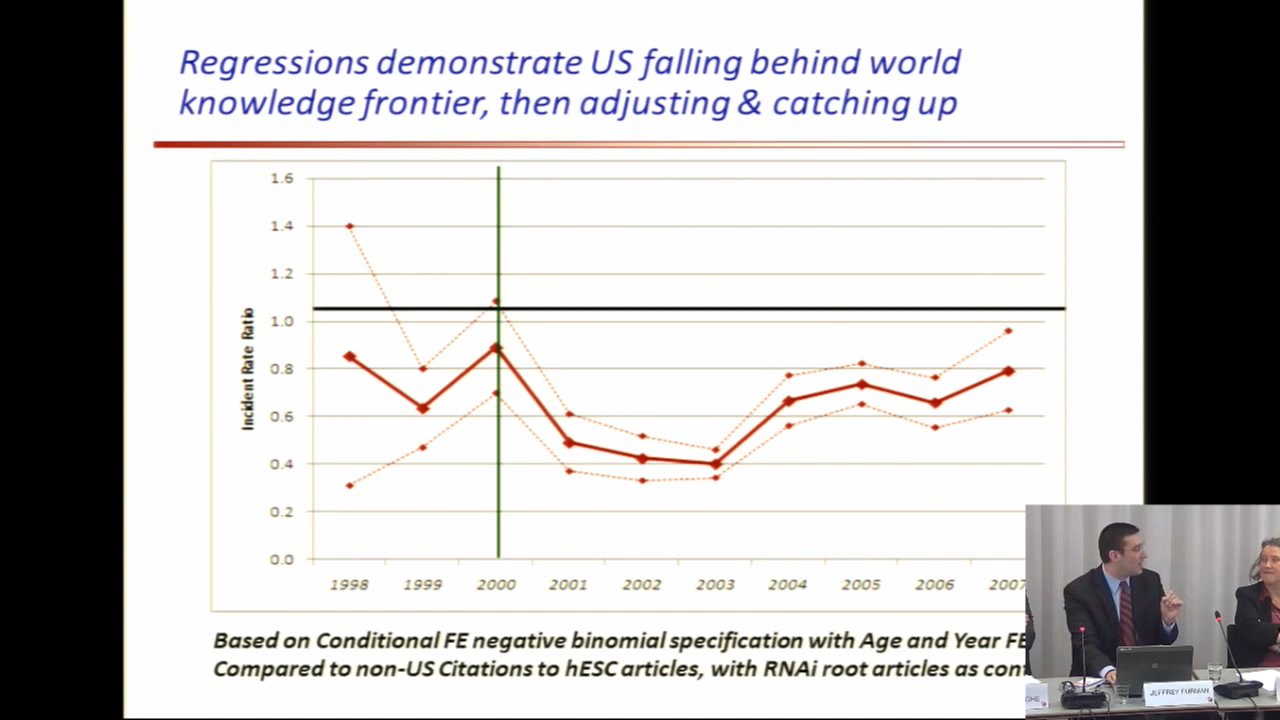 Regressions demonstrate US falling behind world
knowledge frontier, then adjusting & catching up
Incident Rate Ratio
1.6
1.4
1.2
1.0
0.8
0.6
0.4
0.2
0.0
1998 1999 2000 2001 2002 2003 2004 2005 2006 2007
Based on Conditional FE negative binomial specification with Age and Year FE
Compared to non-US Citations to hESC articles, with RNAi root articles as cont
JEFFREY FURMAN